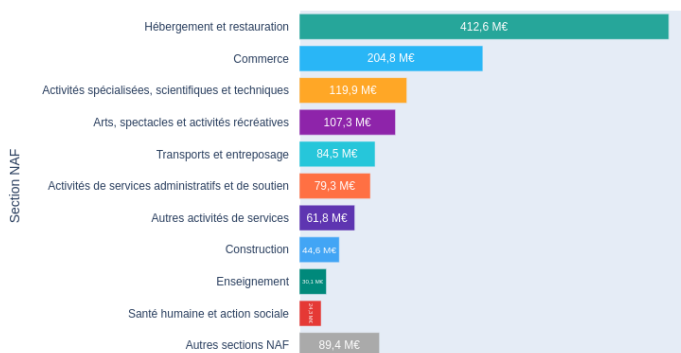 Section NAF
Hébergement et restauration 412,6 M€
Commerce 204,8 M€
Activités spécialisées, scientifiques et techniques 119,9 M€
Arts, spectacles et activités récréatives 107,3 M€
Transports et entreposage 84,5 M€
Activités de services administratifs et de soutien 79,3 M€
Autres activités de services 61,8 M€
Construction 44,6 M€
Enseignement 30,1 M€
Santé humaine et action sociale
Autres sections NAF 89,4 M€